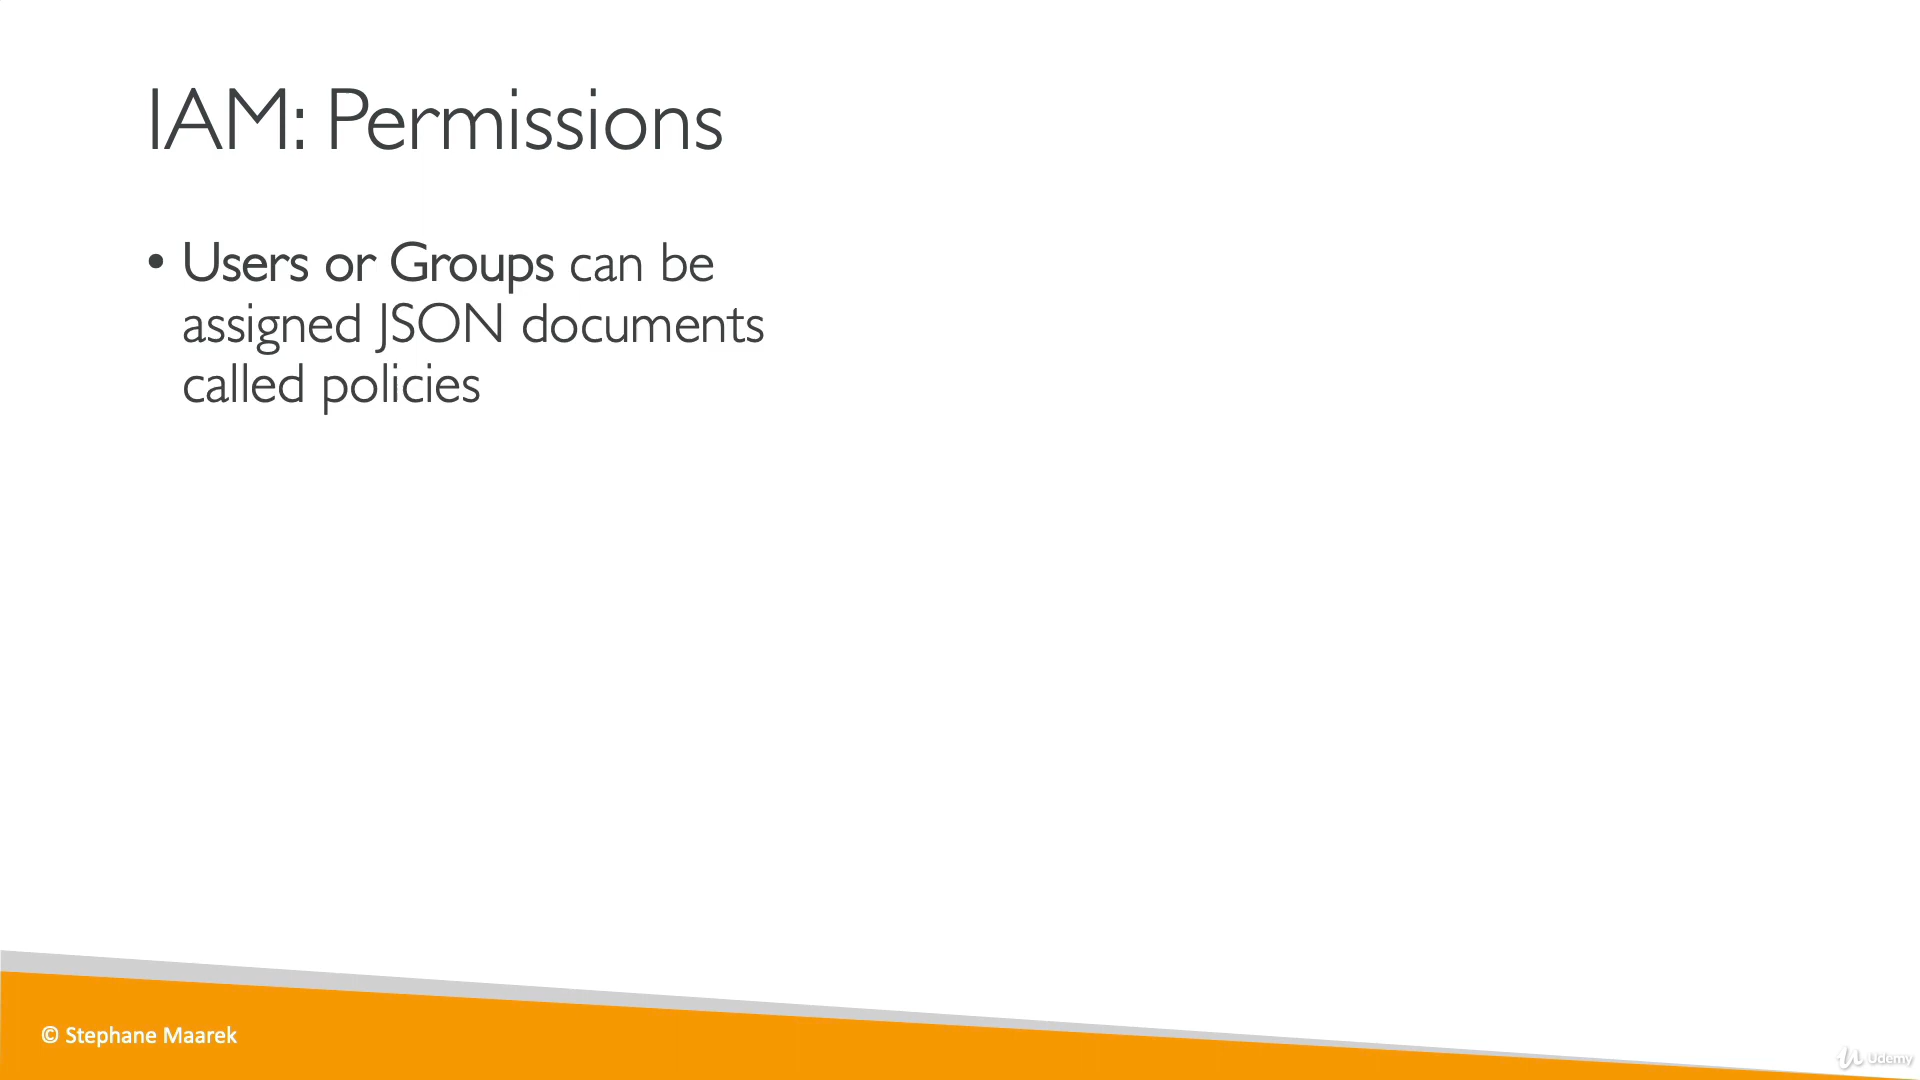 IAM: Permissions
• Users or Groups can be
assigned JSON documents
called policies
© Stephane Maarek
Udemy